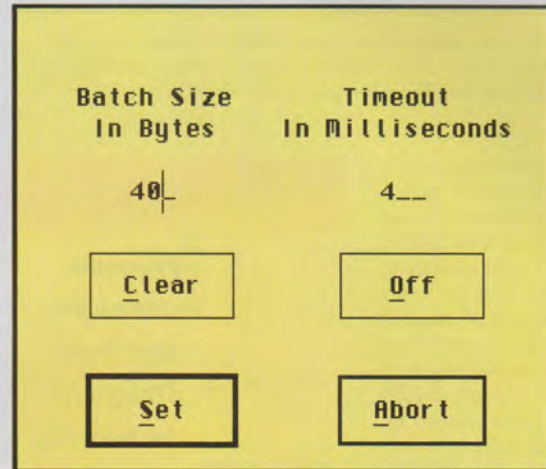 Batch Size
In Bytes
Timeout
In Milliseconds
40_
4__
Clear
Off
Set
Abort